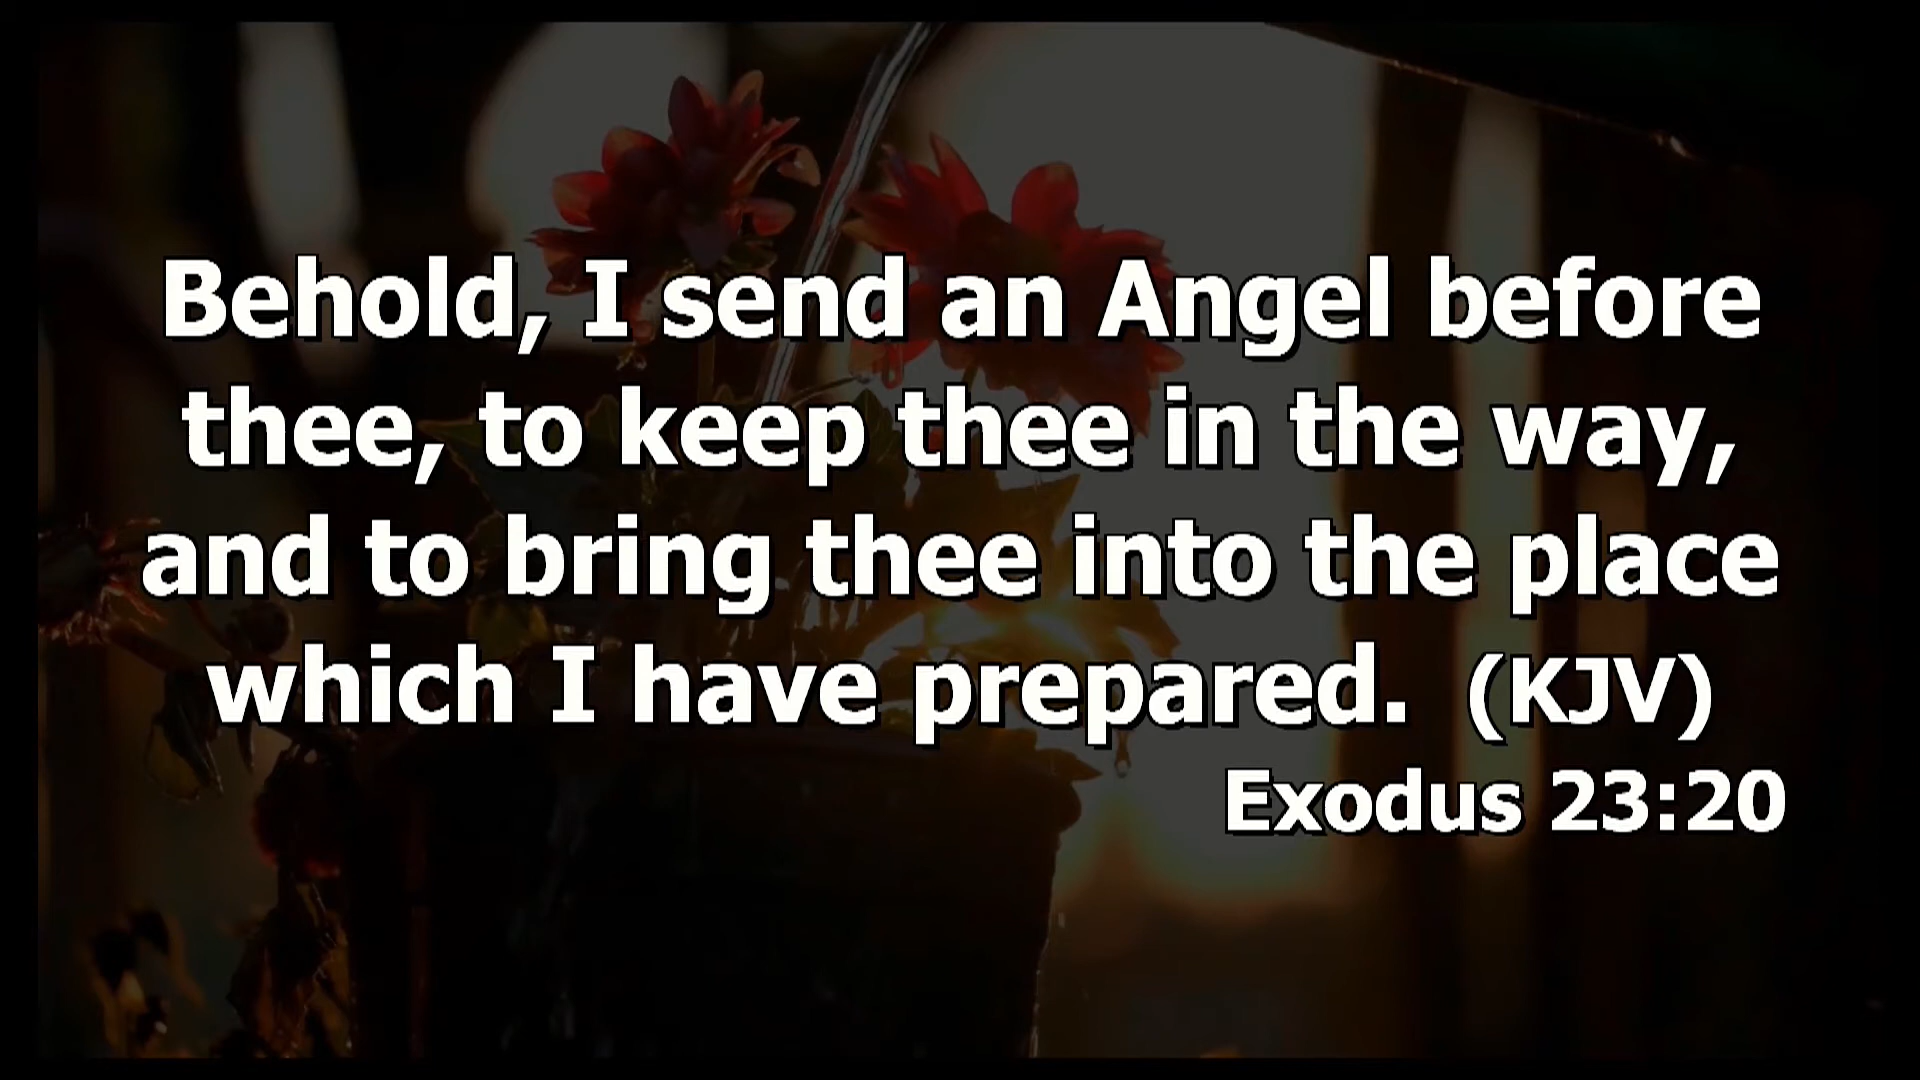 Behold, I send an Angel before
thee, to keep thee in the way,
and to bring thee into the place
which I have prepared. (KJV)
Exodus 23:20